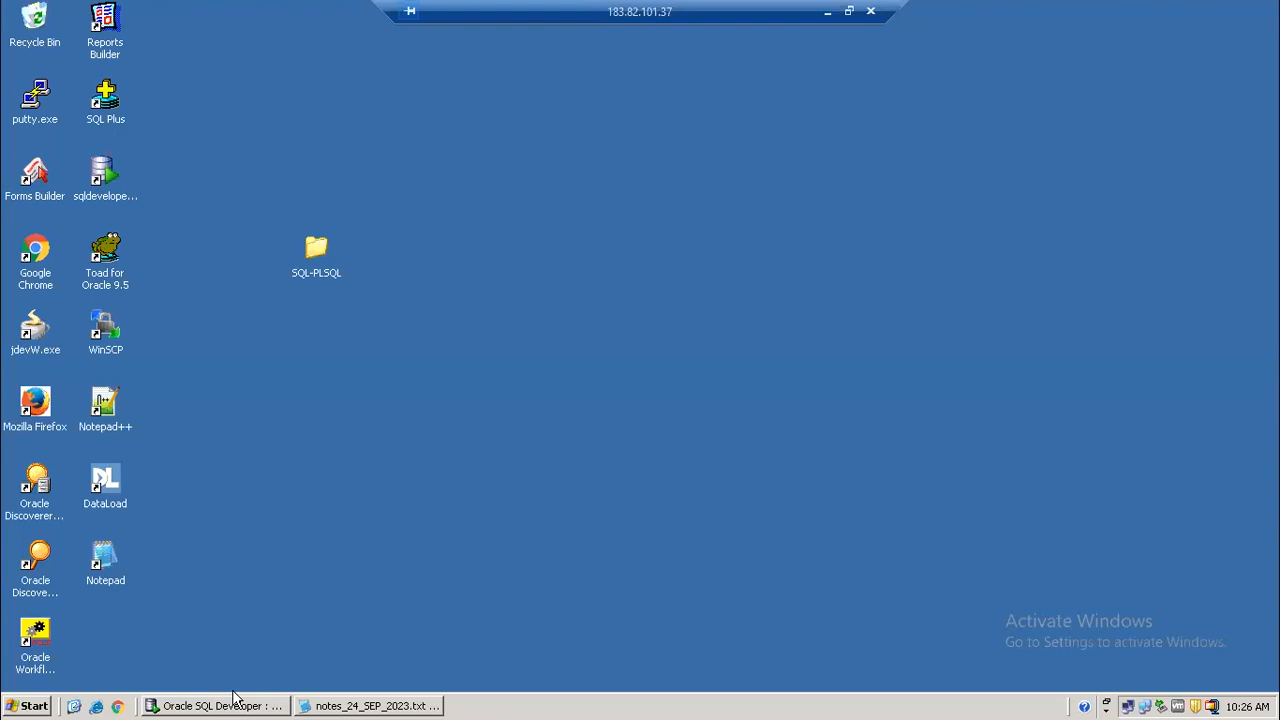 183.82.101.37
Recycle Bin
Reports
Builder
putty.exe
SQL Plus
Forms Builder
sqldevelope...
Google
Chrome
Toad for
Oracle 9.5
SQL-PLSQL
jdevW.exe
WinSCP
Mozilla Firefox
Notepad++
Oracle
Discoverer...
DataLoad
Oracle
Discove...
Notepad
Oracle
Workfl...
Activate Windows
Go to Settings to activate Windows.
Start
Oracle SQL Developer : ...
notes_24_SEP_2023.txt ...
10:26 AM